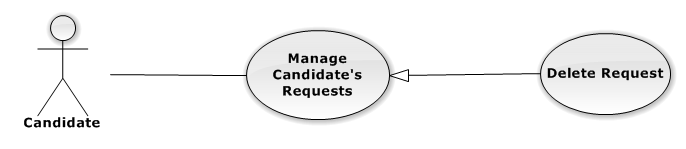 Candidate
Manage
Candidate's
Requests
Delete Request